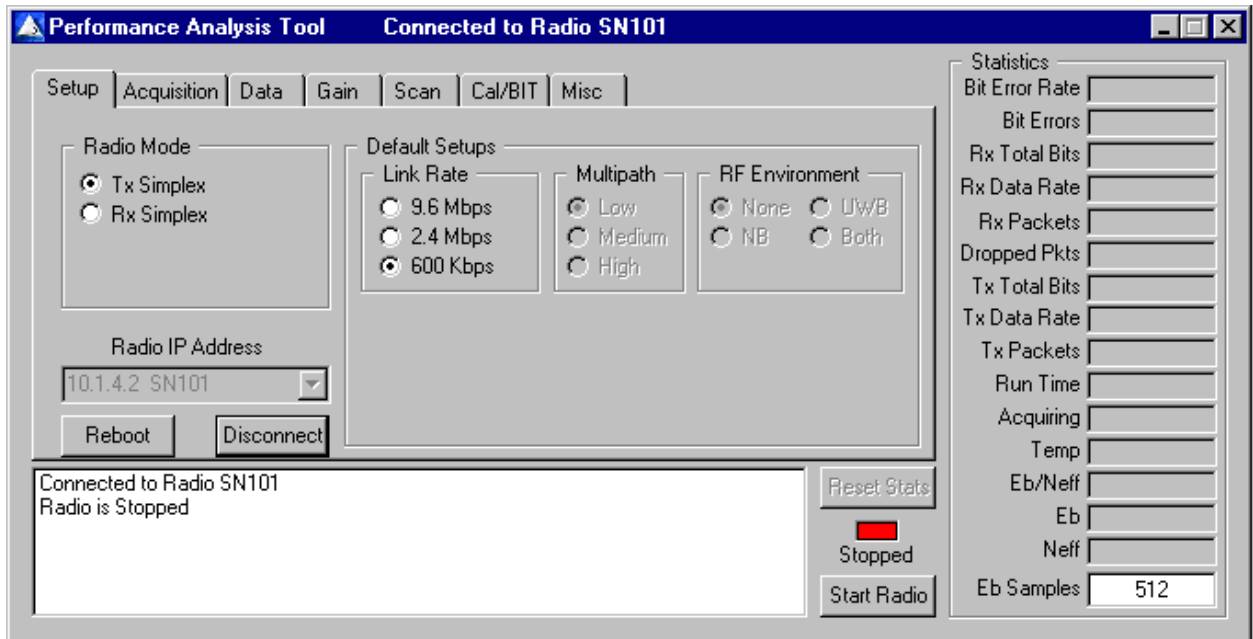 Performance Analysis Tool Connected to Radio SN101
Setup Acquisition Data Gain Scan Cal/BIT Misc
Radio Mode
Tx Simplex
Rx Simplex
Radio IP Address
10.1.4.2 SN101
Reboot Disconnect
Default Setups
Link Rate
9.6 Mbps
2.4 Mbps
600 Kbps
Multipath
Low
Medium
High
RF Environment
None UWB
NB Both
Connected to Radio SN101
Radio is Stopped
Reset Stats
Stopped
Start Radio
Statistics
Bit Error Rate
Bit Errors
Rx Total Bits
Rx Data Rate
Rx Packets
Dropped Pkts
Tx Total Bits
Tx Data Rate
Tx Packets
Run Time
Acquiring
Temp
Eb/Neff
Eb
Neff
Eb Samples 512